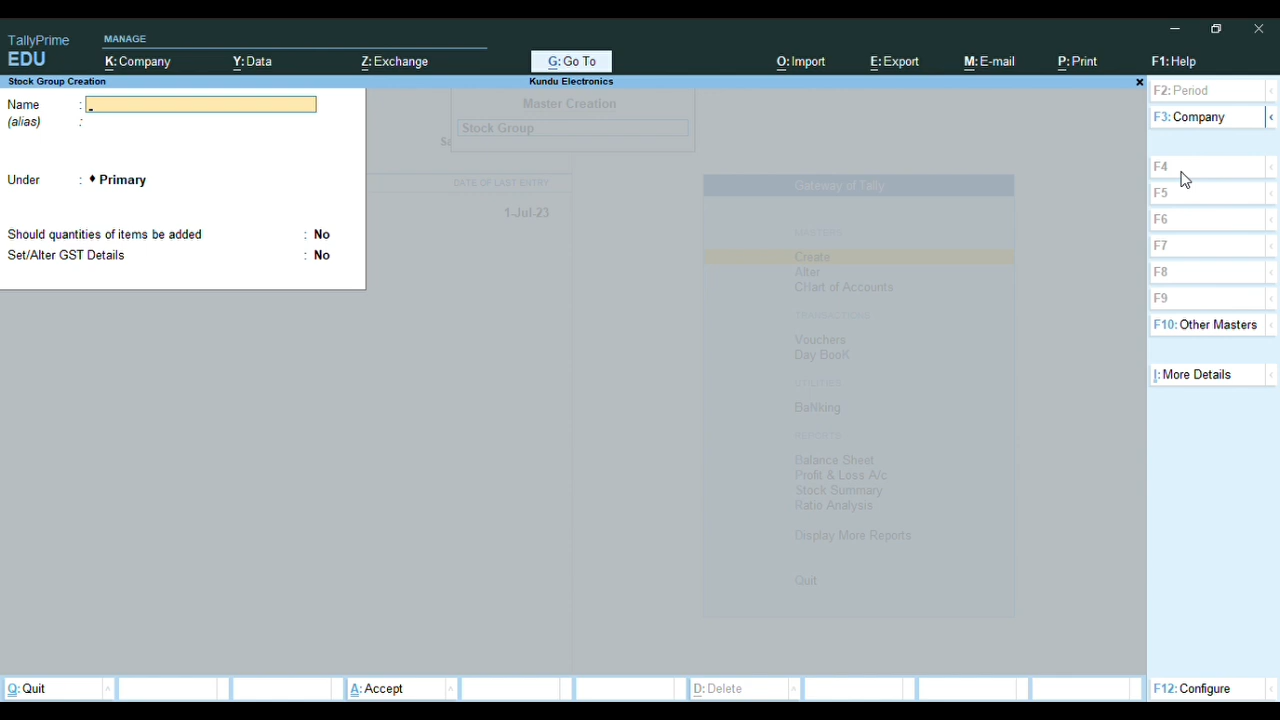 TallyPrime
EDU
MANAGE
K: Company
Y: Data
Z: Exchange
G: Go To
O: Import
E: Export
M: E-mail
P: Print
F1: Help
Stock Group Creation
Kundu Electronics
Name :
(alias) :
Under : ♦ Primary
Should quantities of items be added : No
Set/Alter GST Details : No
Master Creation
Stock Group
DATE OF LAST ENTRY
1-Jul-23
Gateway of Tally
MASTERS
Create
Alter
CHart of Accounts
TRANSACTIONS
Vouchers
Day BooK
UTILITIES
BaNking
REPORTS
Balance Sheet
Profit & Loss A/c
Stock Summary
Ratio Analysis
Display More Reports
Quit
F2: Period
F3: Company
F4
F5
F6
F7
F8
F9
F10: Other Masters
I: More Details
Q: Quit
A: Accept
D: Delete
F12: Configure